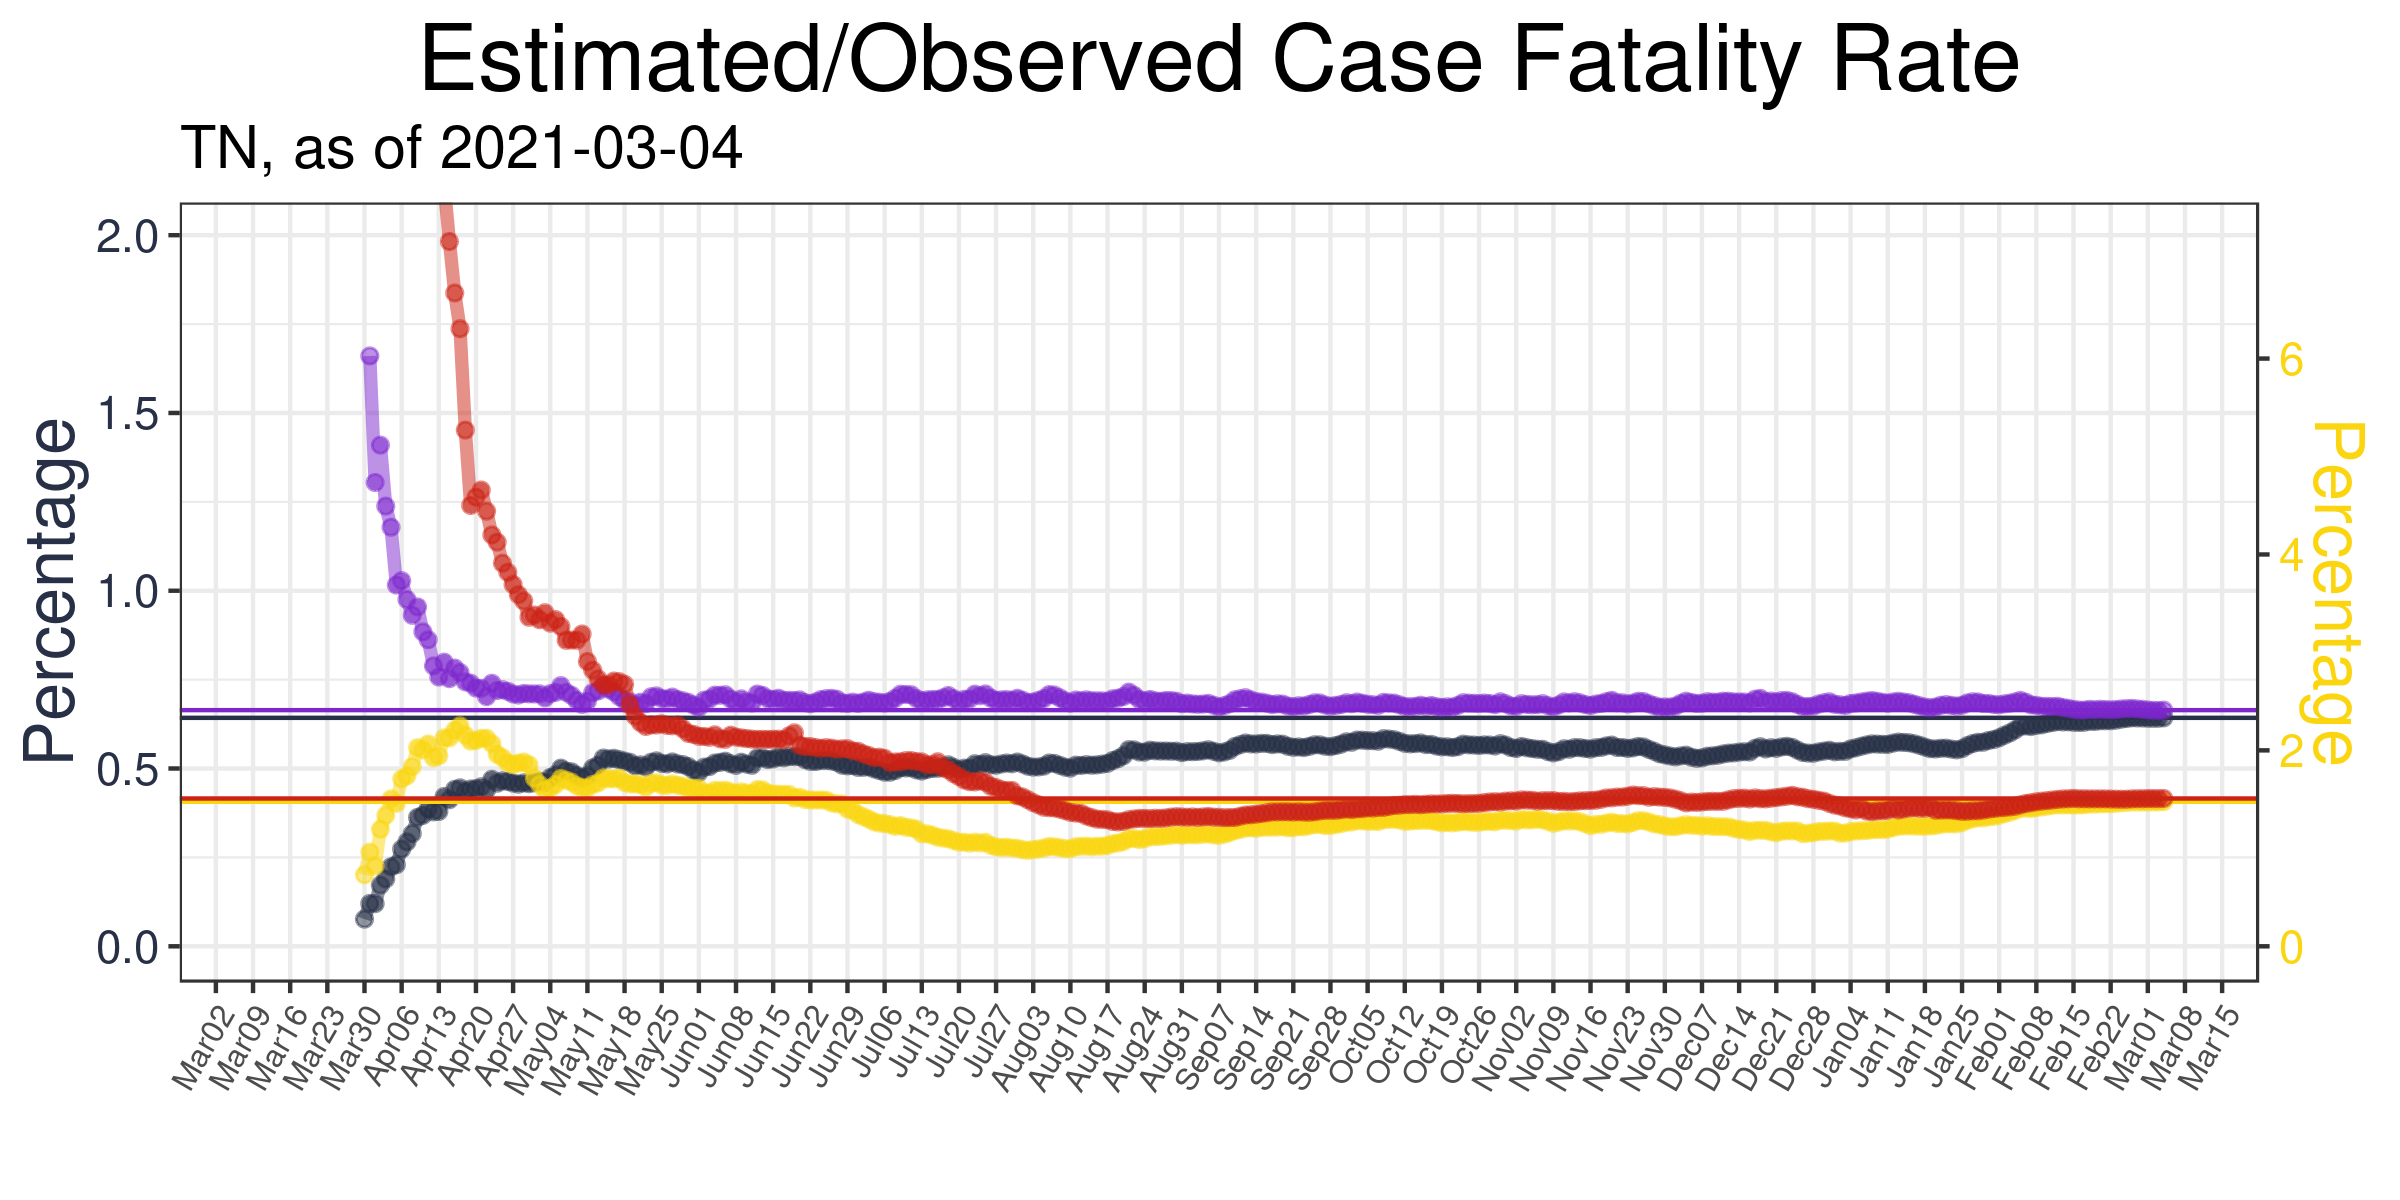 Estimated/Observed Case Fatality Rate
TN, as of 2021-03-04
Percentage
2.0
1.5
1.0
0.5
0.0
6
4
2
0
Percentage
Mar02
Mar09
Mar16
Mar23
Mar30
Apr06
Apr13
Apr20
Apr27
May04
May11
May18
May25
Jun01
Jun08
Jun15
Jun22
Jun29
Jul06
Jul13
Jul20
Jul27
Aug03
Aug10
Aug17
Aug24
Aug31
Sep07
Sep14
Sep21
Sep28
Oct05
Oct12
Oct19
Oct26
Nov02
Nov09
Nov16
Nov23
Nov30
Dec07
Dec14
Dec21
Dec28
Jan04
Jan11
Jan18
Jan25
Feb01
Feb08
Feb15
Feb22
Mar01
Mar08
Mar15